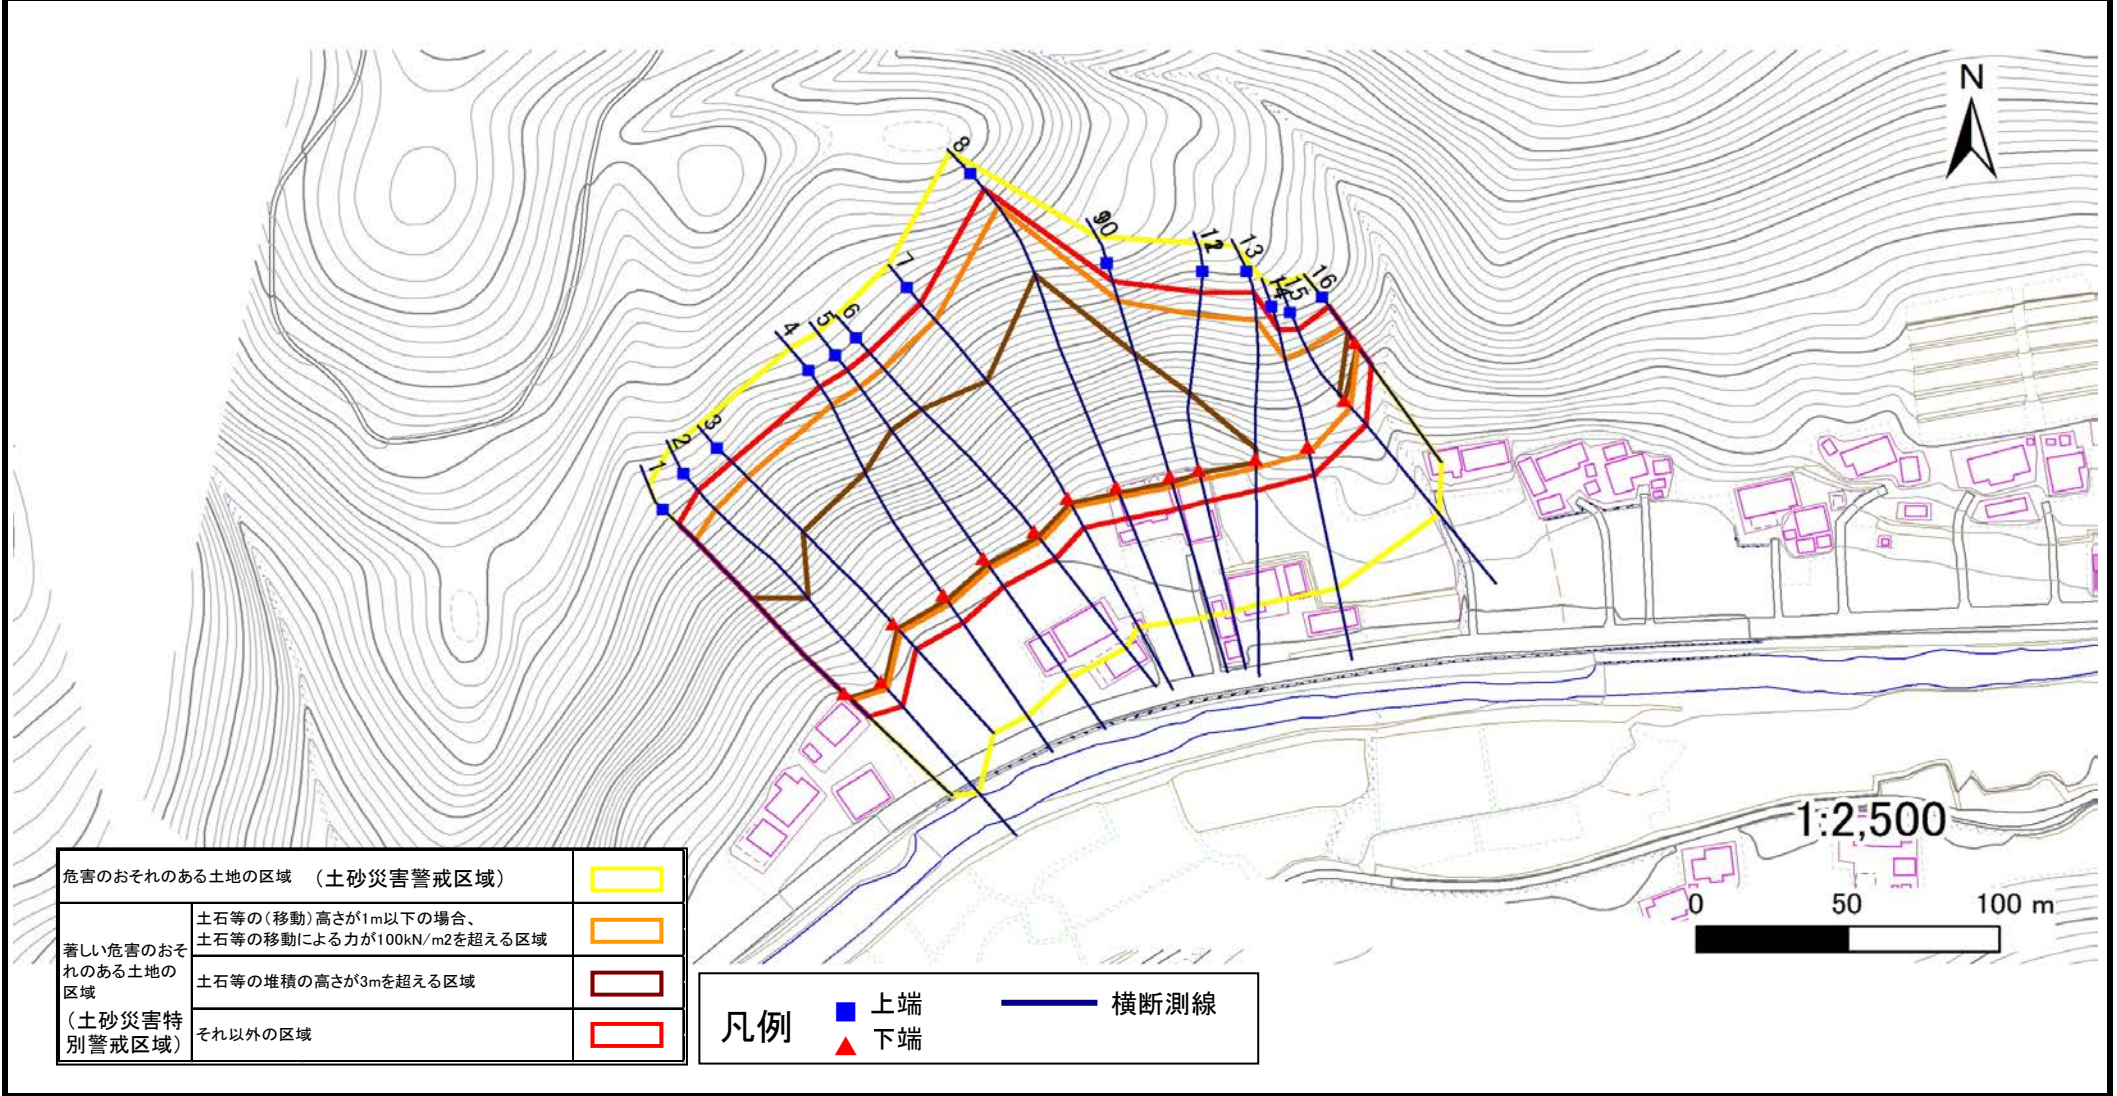 N
8
9
10
12
13
16
7
15
14
6
5
4
3
2
1
1:2,500
0 50 100 m
危害のおそれのある土地の区域 (土砂災害警戒区域)
著しい危害のおそ
れのある土地の
区域
(土砂災害特
別警戒区域)
土石等の(移動)高さが1m以下の場合、
土石等の移動による力が100kN/m2を超える区域
土石等の堆積の高さが3mを超える区域
それ以外の区域
凡例
上端
下端
横断測線